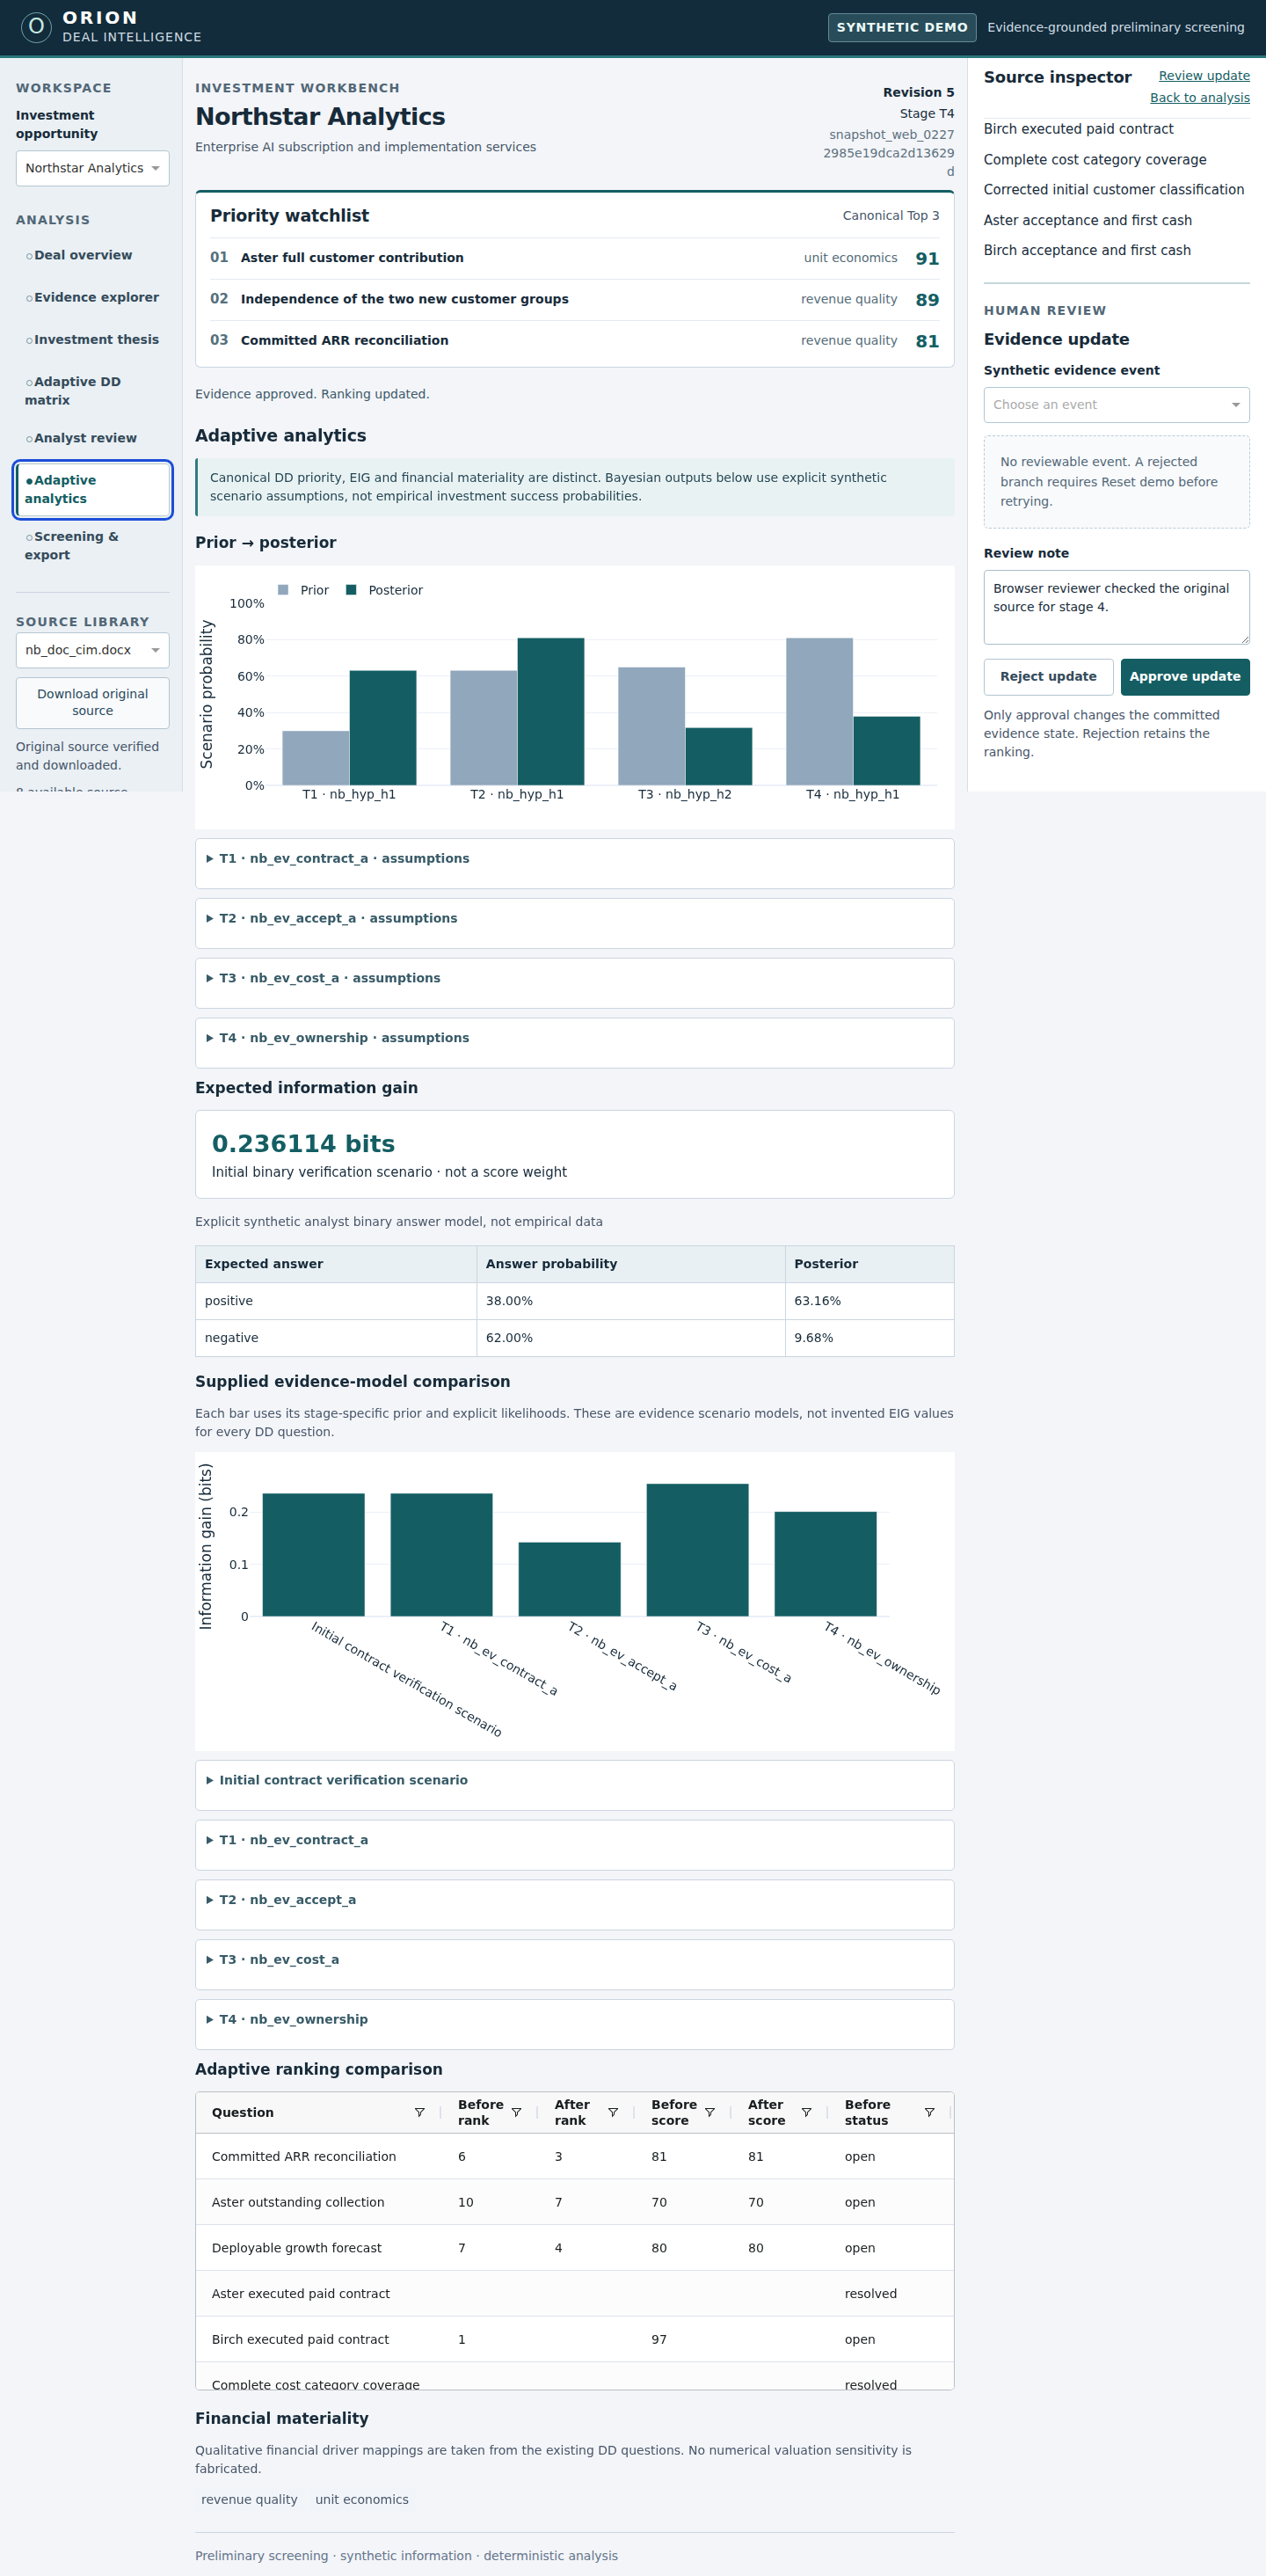 O
ORION
DEAL INTELLIGENCE
SYNTHETIC DEMO
Evidence-grounded preliminary screening
WORKSPACE
Investment
opportunity
Northstar Analytics
ANALYSIS
Deal overview
Evidence explorer
Investment thesis
Adaptive DD
matrix
Analyst review
Adaptive
analytics
Screening &
export
SOURCE LIBRARY
nb_doc_cim.docx
Download original
source
Original source verified
and downloaded.
8 available source
INVESTMENT WORKBENCH
Northstar Analytics
Enterprise AI subscription and implementation services
Revision 5
Stage T4
snapshot_web_0227
2985e19dca2d13629
d
Priority watchlist
Canonical Top 3
01 Aster full customer contribution unit economics 91
02 Independence of the two new customer groups revenue quality 89
03 Committed ARR reconciliation revenue quality 81
Evidence approved. Ranking updated.
Adaptive analytics
Canonical DD priority, EIG and financial materiality are distinct. Bayesian outputs below use explicit synthetic
scenario assumptions, not empirical investment success probabilities.
Prior → posterior
Prior Posterior
Scenario probability
100%
80%
60%
40%
20%
0%
T1 · nb_hyp_h1
T2 · nb_hyp_h1
T3 · nb_hyp_h2
T4 · nb_hyp_h1
T1 · nb_ev_contract_a · assumptions
T2 · nb_ev_accept_a · assumptions
T3 · nb_ev_cost_a · assumptions
T4 · nb_ev_ownership · assumptions
Expected information gain
0.236114 bits
Initial binary verification scenario · not a score weight
Explicit synthetic analyst binary answer model, not empirical data
Expected answer Answer probability Posterior
positive 38.00% 63.16%
negative 62.00% 9.68%
Supplied evidence-model comparison
Each bar uses its stage-specific prior and explicit likelihoods. These are evidence scenario models, not invented EIG values
for every DD question.
Information gain (bits)
0.2
0.1
0
Initial contract verification scenario
T1 · nb_ev_contract_a
T2 · nb_ev_accept_a
T3 · nb_ev_cost_a
T4 · nb_ev_ownership
Initial contract verification scenario
T1 · nb_ev_contract_a
T2 · nb_ev_accept_a
T3 · nb_ev_cost_a
T4 · nb_ev_ownership
Adaptive ranking comparison
Question Before rank After rank Before score After score Before status
Committed ARR reconciliation 6 3 81 81 open
Aster outstanding collection 10 7 70 70 open
Deployable growth forecast 7 4 80 80 open
Aster executed paid contract resolved
Birch executed paid contract 1 97 open
Complete cost category coverage resolved
Financial materiality
Qualitative financial driver mappings are taken from the existing DD questions. No numerical valuation sensitivity is
fabricated.
revenue quality unit economics
Preliminary screening · synthetic information · deterministic analysis
Source inspector
Review update
Back to analysis
Birch executed paid contract
Complete cost category coverage
Corrected initial customer classification
Aster acceptance and first cash
Birch acceptance and first cash
HUMAN REVIEW
Evidence update
Synthetic evidence event
Choose an event
No reviewable event. A rejected
branch requires Reset demo before
retrying.
Review note
Browser reviewer checked the original
source for stage 4.
Reject update
Approve update
Only approval changes the committed
evidence state. Rejection retains the
ranking.